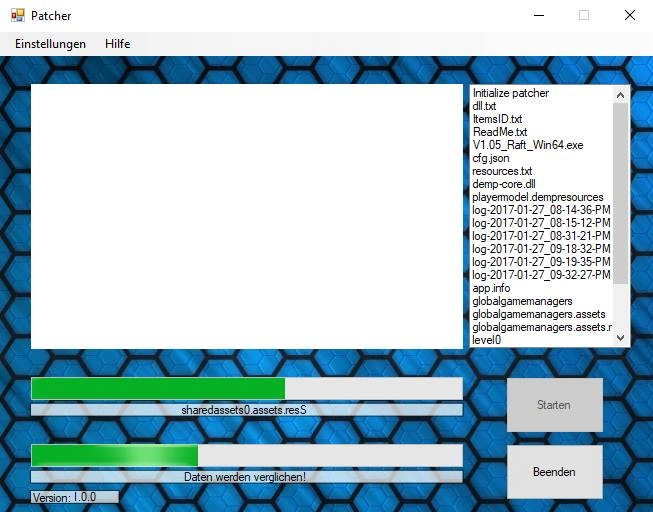 Patcher
Einstellungen Hilfe
Initialize patcher
dll.txt
ItemsID.txt
ReadMe.txt
V1.05_Raft_Win64.exe
cfg.json
resources.txt
demp-core.dll
playermodel.dempresources
log-2017-01-27_08-14-36-PM
log-2017-01-27_08-15-12-PM
log-2017-01-27_08-31-21-PM
log-2017-01-27_09-18-32-PM
log-2017-01-27_09-19-35-PM
log-2017-01-27_09-32-27-PM
app.info
globalgamemanagers
globalgamemanagers.assets
globalgamemanagers.assets.r
level0
sharedassets0.assets.resS
Starten
Daten werden verglichen!
Beenden
Version: 1.0.0